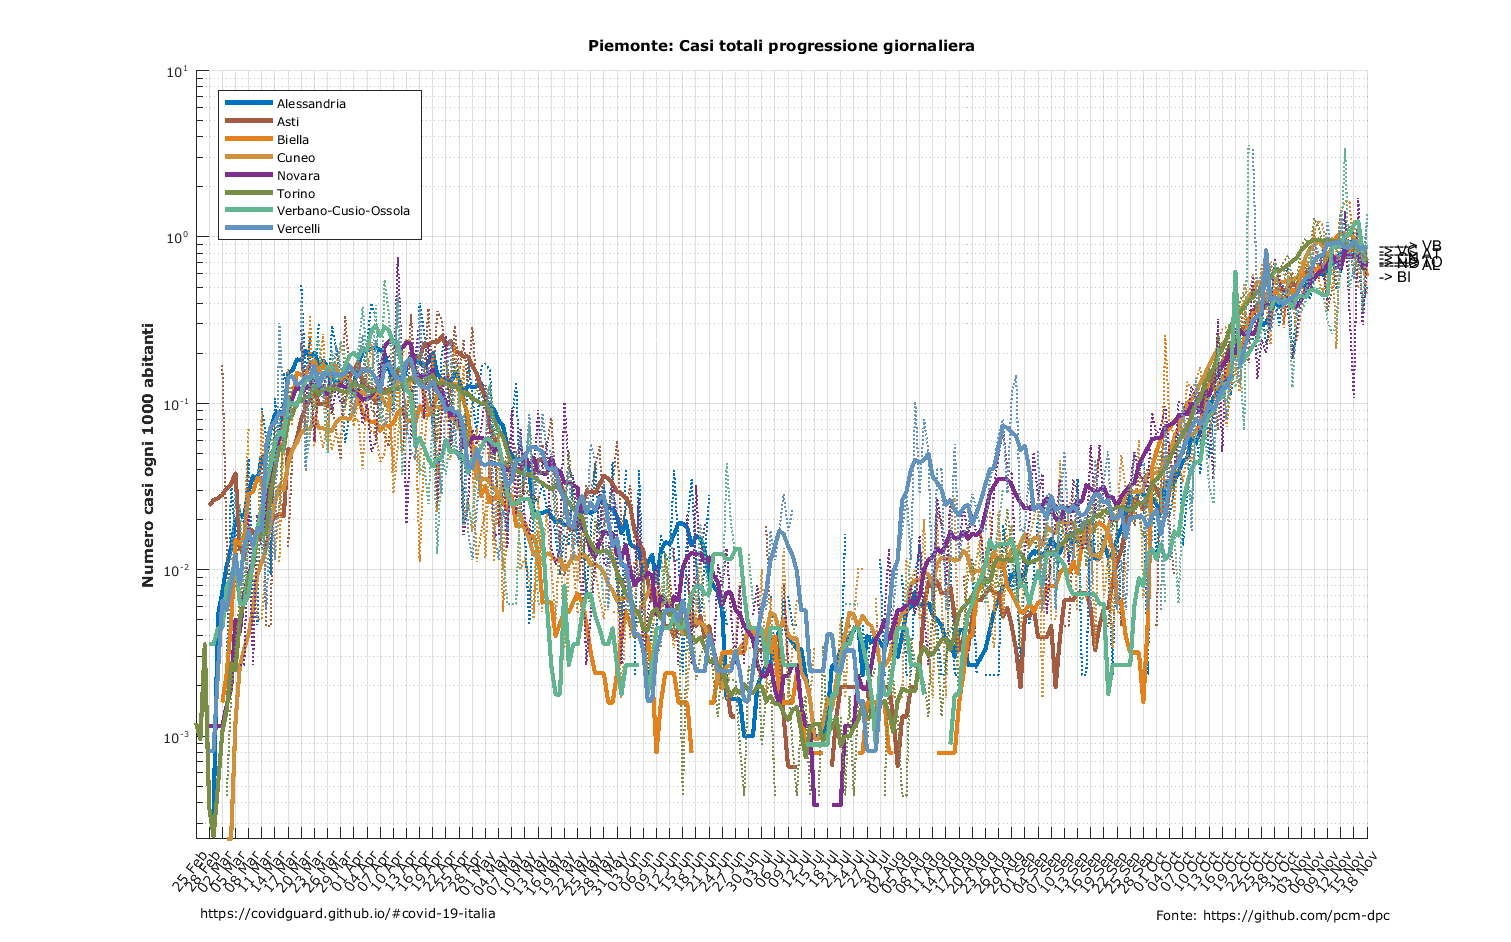 Piemonte: Casi totali progressione giornaliera
Numero casi ogni 1000 abitanti
10¹
10⁰
10⁻¹
10⁻²
10⁻³
Alessandria
Asti
Biella
Cuneo
Novara
Torino
Verbano-Cusio-Ossola
Vercelli
-> VB
-> VC
AT
TO
AL
-> BI
25 Feb
28 Feb
02 Mar
05 Mar
08 Mar
11 Mar
14 Mar
17 Mar
20 Mar
23 Mar
26 Mar
29 Mar
01 Apr
04 Apr
07 Apr
10 Apr
13 Apr
16 Apr
19 Apr
22 Apr
25 Apr
28 Apr
01 May
04 May
07 May
10 May
13 May
16 May
19 May
22 May
25 May
28 May
31 May
03 Jun
06 Jun
09 Jun
12 Jun
15 Jun
18 Jun
21 Jun
24 Jun
27 Jun
30 Jun
03 Jul
06 Jul
09 Jul
12 Jul
15 Jul
18 Jul
21 Jul
24 Jul
27 Jul
30 Jul
02 Aug
05 Aug
08 Aug
11 Aug
14 Aug
17 Aug
20 Aug
23 Aug
26 Aug
29 Aug
01 Sep
04 Sep
07 Sep
10 Sep
13 Sep
16 Sep
19 Sep
22 Sep
25 Sep
28 Sep
01 Oct
04 Oct
07 Oct
10 Oct
13 Oct
16 Oct
19 Oct
22 Oct
25 Oct
28 Oct
31 Oct
03 Nov
06 Nov
09 Nov
12 Nov
15 Nov
18 Nov
https://covidguard.github.io/#covid-19-italia
Fonte: https://github.com/pcm-dpc